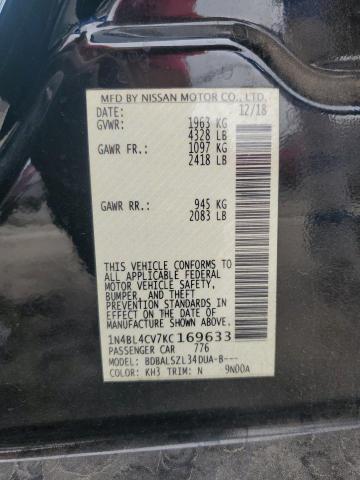 MFD BY NISSAN MOTOR CO., LTD.
DATE: 12/18
GVWR: 1963 KG
4328 LB
GAWR FR.: 1097 KG
2418 LB
GAWR RR.: 945 KG
2083 LB
THIS VEHICLE CONFORMS TO
ALL APPLICABLE FEDERAL
MOTOR VEHICLE SAFETY,
BUMPER, AND THEFT
PREVENTION STANDARDS IN
EFFECT ON THE DATE OF
MANUFACTURE SHOWN ABOVE.
1N4BL4CV7KC169633
PASSENGER CAR 776
MODEL: BDBALSZL34DUA-B---
COLOR: KH3 TRIM: N 9N00A